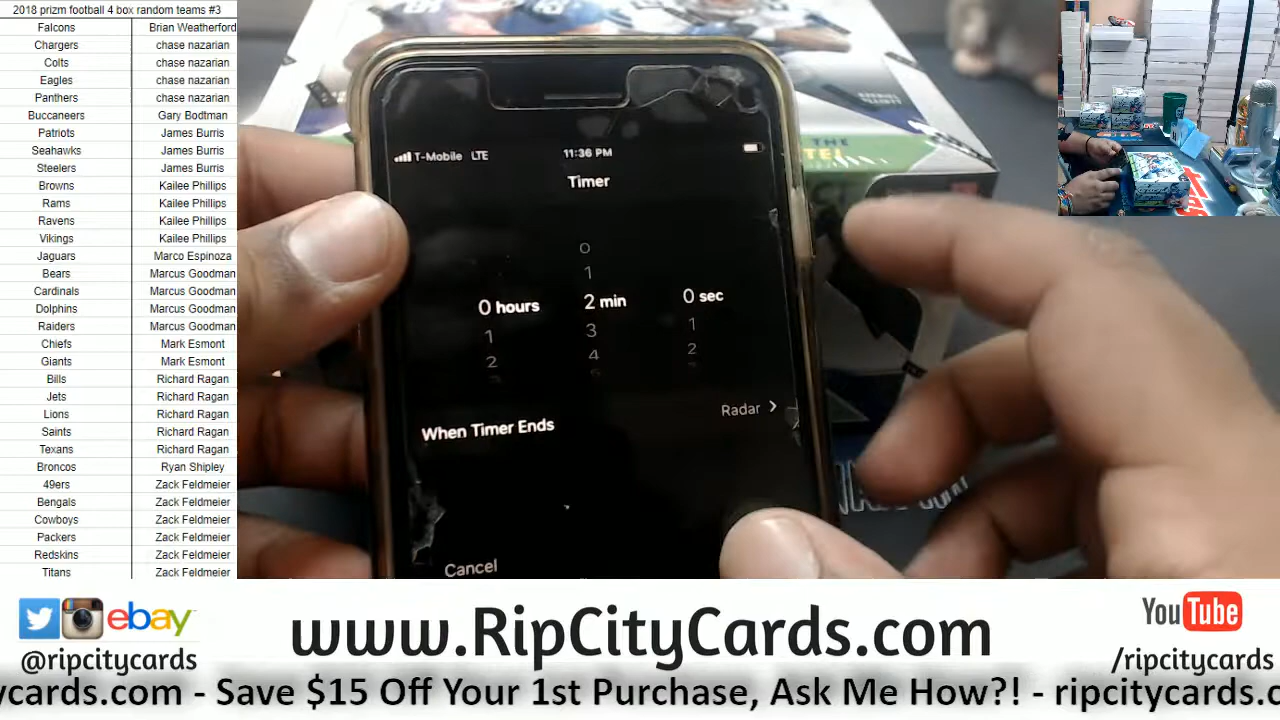 2018 prizm football 4 box random teams #3
Falcons Brian Weatherford
Chargers chase nazarian
Colts chase nazarian
Eagles chase nazarian
Panthers chase nazarian
Buccaneers Gary Bodtman
Patriots James Burris
Seahawks James Burris
Steelers James Burris
Browns Kailee Phillips
Rams Kailee Phillips
Ravens Kailee Phillips
Vikings Kailee Phillips
Jaguars Marco Espinoza
Bears Marcus Goodman
Cardinals Marcus Goodman
Dolphins Marcus Goodman
Raiders Marcus Goodman
Chiefs Mark Esmont
Giants Mark Esmont
Bills Richard Ragan
Jets Richard Ragan
Lions Richard Ragan
Saints Richard Ragan
Texans Richard Ragan
Broncos Ryan Shipley
49ers Zack Feldmeier
Bengals Zack Feldmeier
Cowboys Zack Feldmeier
Packers Zack Feldmeier
Redskins Zack Feldmeier
Titans Zack Feldmeier
T-Mobile LTE 11:36 PM
Timer
0
1
0 hours 2 min 0 sec
1 3 1
2 4 2
When Timer Ends Radar >
Cancel
THE
ebay
@ripcitycards
www.RipCityCards.com
YouTube
/ripcitycards
ycards.com - Save $15 Off Your 1st Purchase, Ask Me How?! - ripcitycards.c